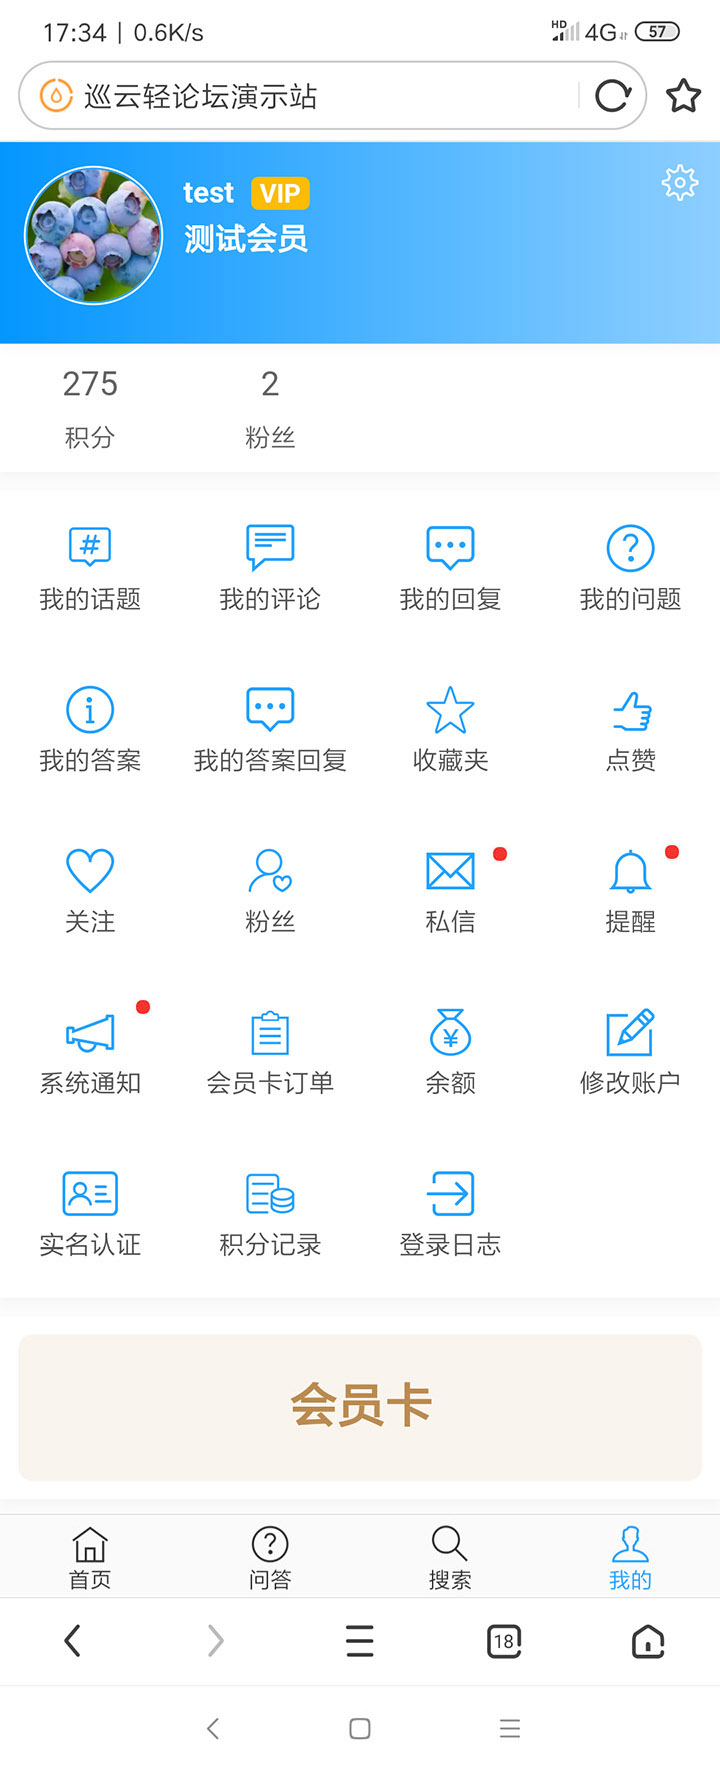 17:34 | 0.6K/s HD 4G 57
巡云轻论坛演示站
test VIP
测试会员
275 2
积分 粉丝
我的话题 我的评论 我的回复 我的问题
我的答案 我的答案回复 收藏夹 点赞
关注 粉丝 私信 提醒
系统通知 会员卡订单 余额 修改账户
实名认证 积分记录 登录日志
会员卡
首页 问答 搜索 我的
18